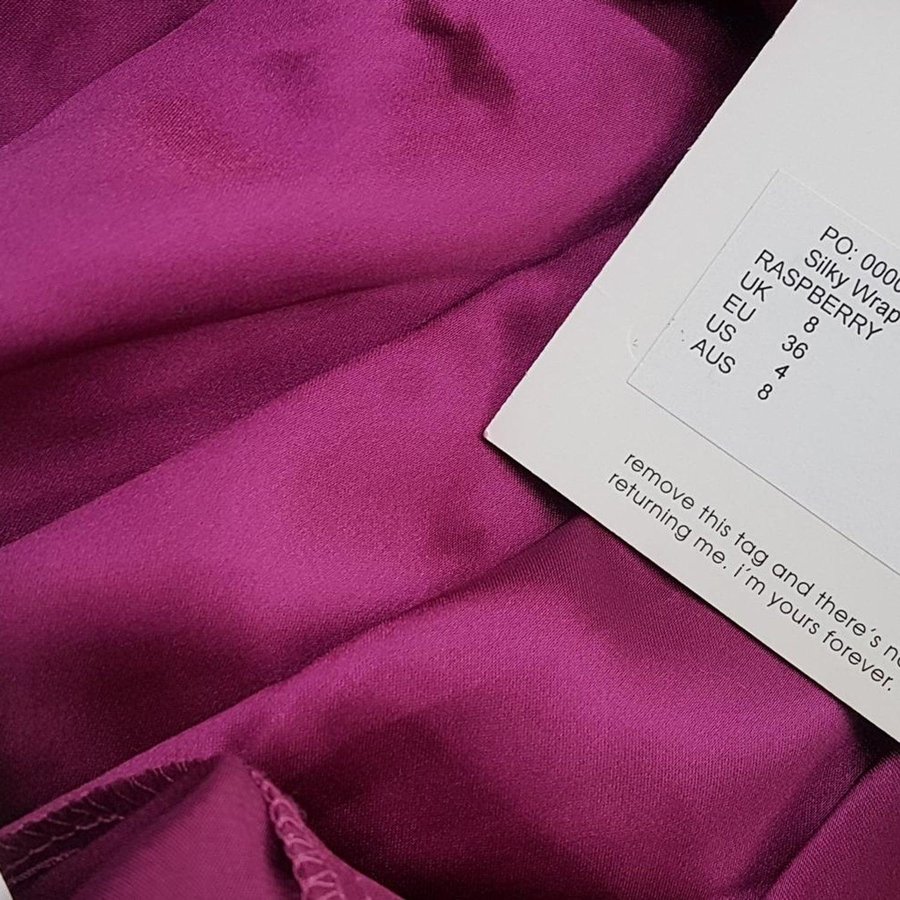 PO: 0000
Silky Wrap
RASPBERRY
UK 8
EU 36
US 4
AUS 8
remove this tag and there's no
returning me. i'm yours forever.